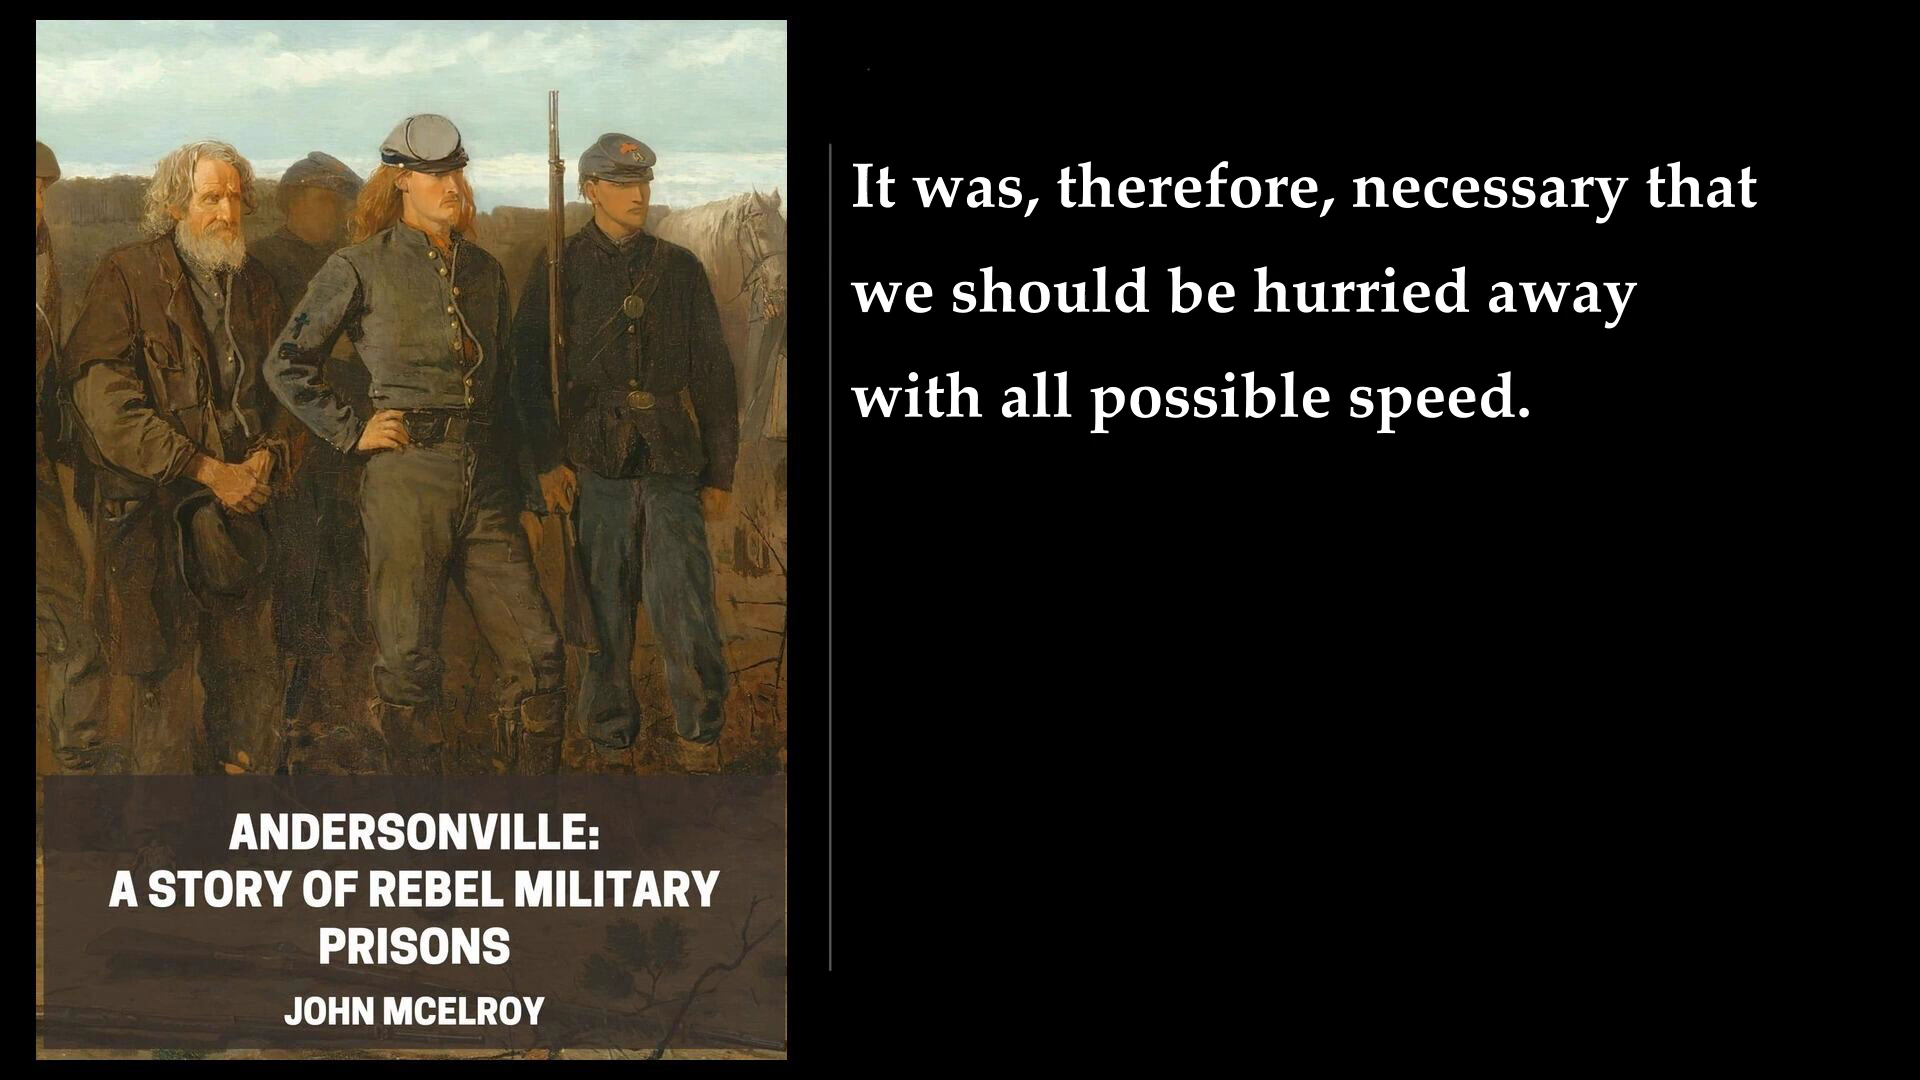 ANDERSONVILLE:
A STORY OF REBEL MILITARY
PRISONS
JOHN MCELROY
It was, therefore, necessary that
we should be hurried away
with all possible speed.